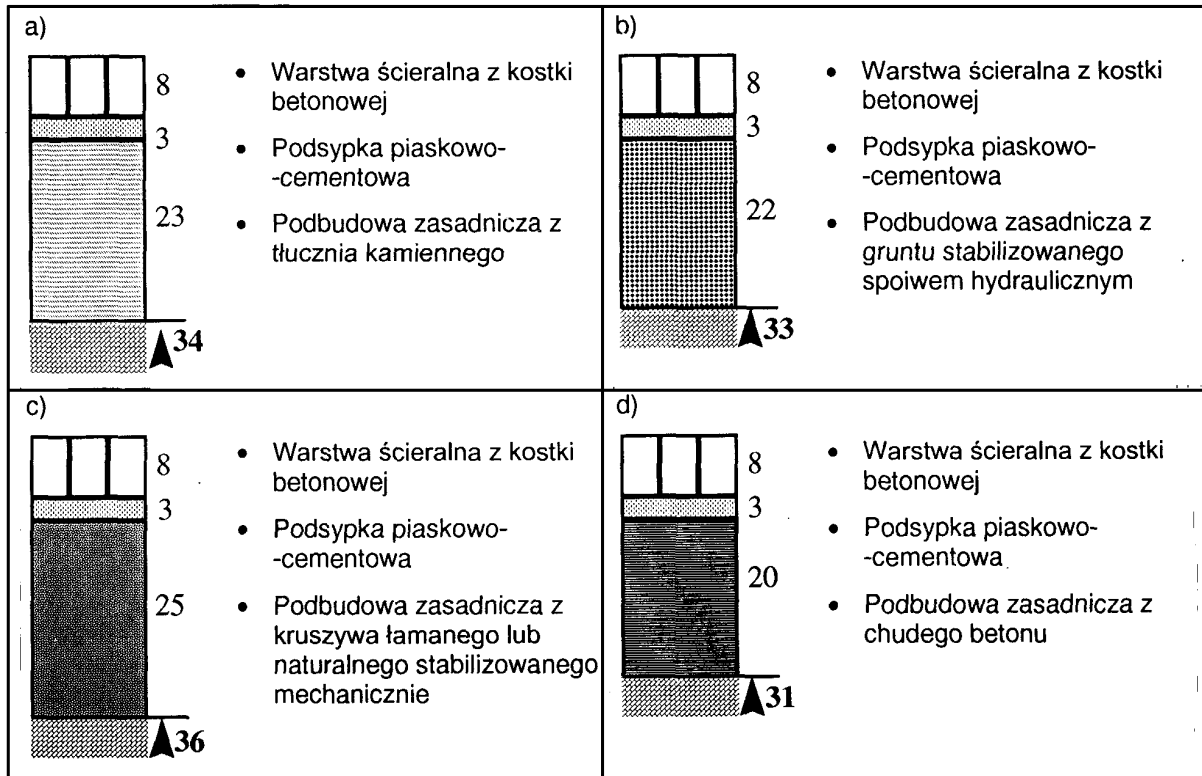 a)
8
3
23
34
• Warstwa ścieralna z kostki
betonowej
• Podsypka piaskowo-
-cementowa
• Podbudowa zasadnicza z
tłucznia kamiennego
b)
8
3
22
33
• Warstwa ścieralna z kostki
betonowej
• Podsypka piaskowo-
-cementowa
• Podbudowa zasadnicza z
gruntu stabilizowanego
spoiwem hydraulicznym
c)
8
3
25
36
• Warstwa ścieralna z kostki
betonowej
• Podsypka piaskowo-
-cementowa
• Podbudowa zasadnicza z
kruszywa łamanego lub
naturalnego stabilizowanego
mechanicznie
d)
8
3
20
31
• Warstwa ścieralna z kostki
betonowej
• Podsypka piaskowo-
-cementowa
• Podbudowa zasadnicza z
chudego betonu